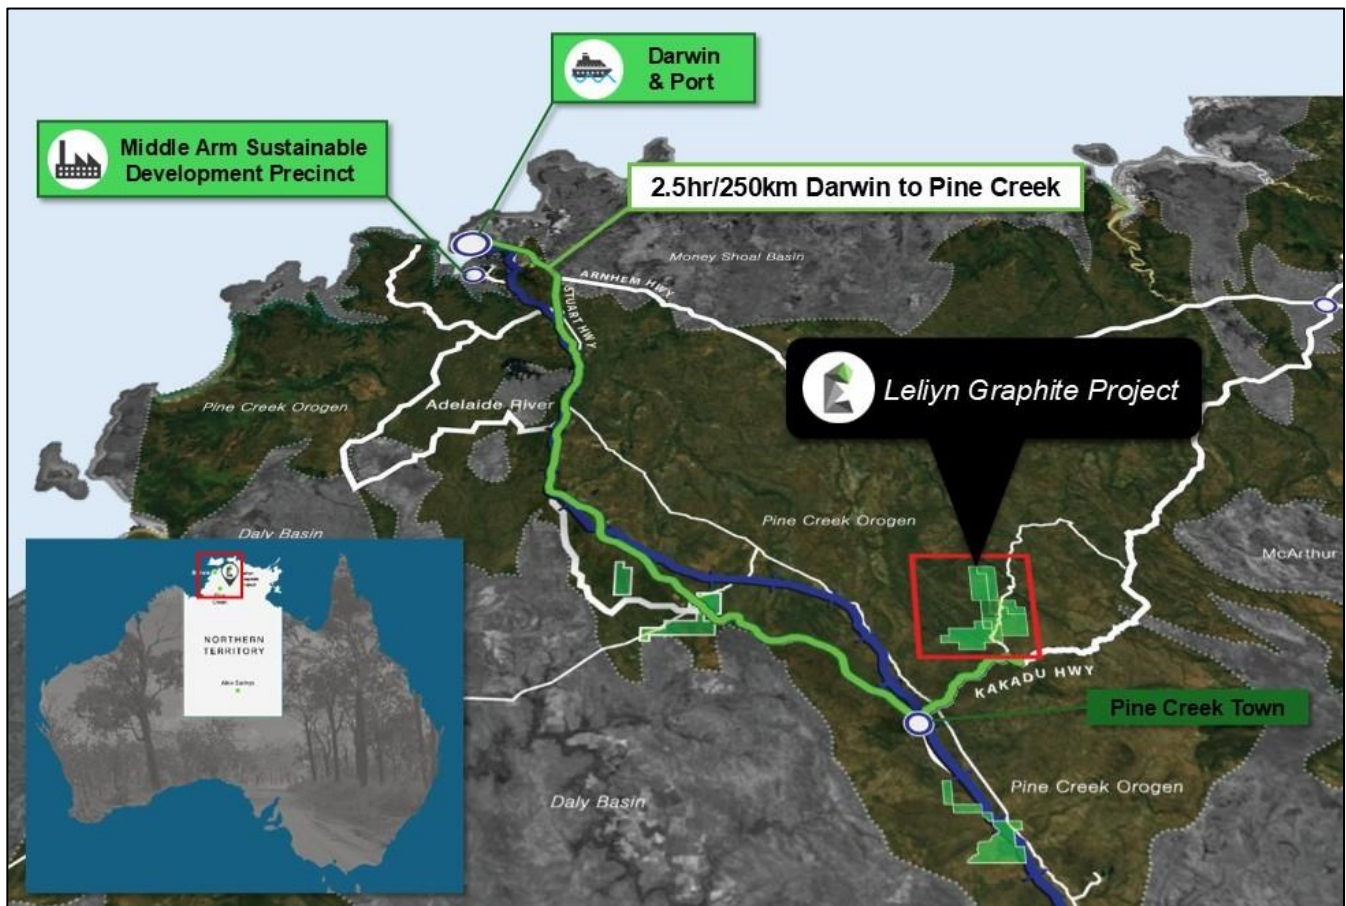 Darwin
& Port
Middle Arm Sustainable
Development Precinct
2.5hr/250km Darwin to Pine Creek
Money Shoal Basin
ARNHEM HWY
STUART HWY
Leliyn Graphite Project
Pine Creek Orogen
Adelaide River
Pine Creek Orogen
Daly Basin
McArthur
KAKADU HWY
Pine Creek Town
Pine Creek Orogen
Daly Basin
NORTHERN
TERRITORY
Alice Springs